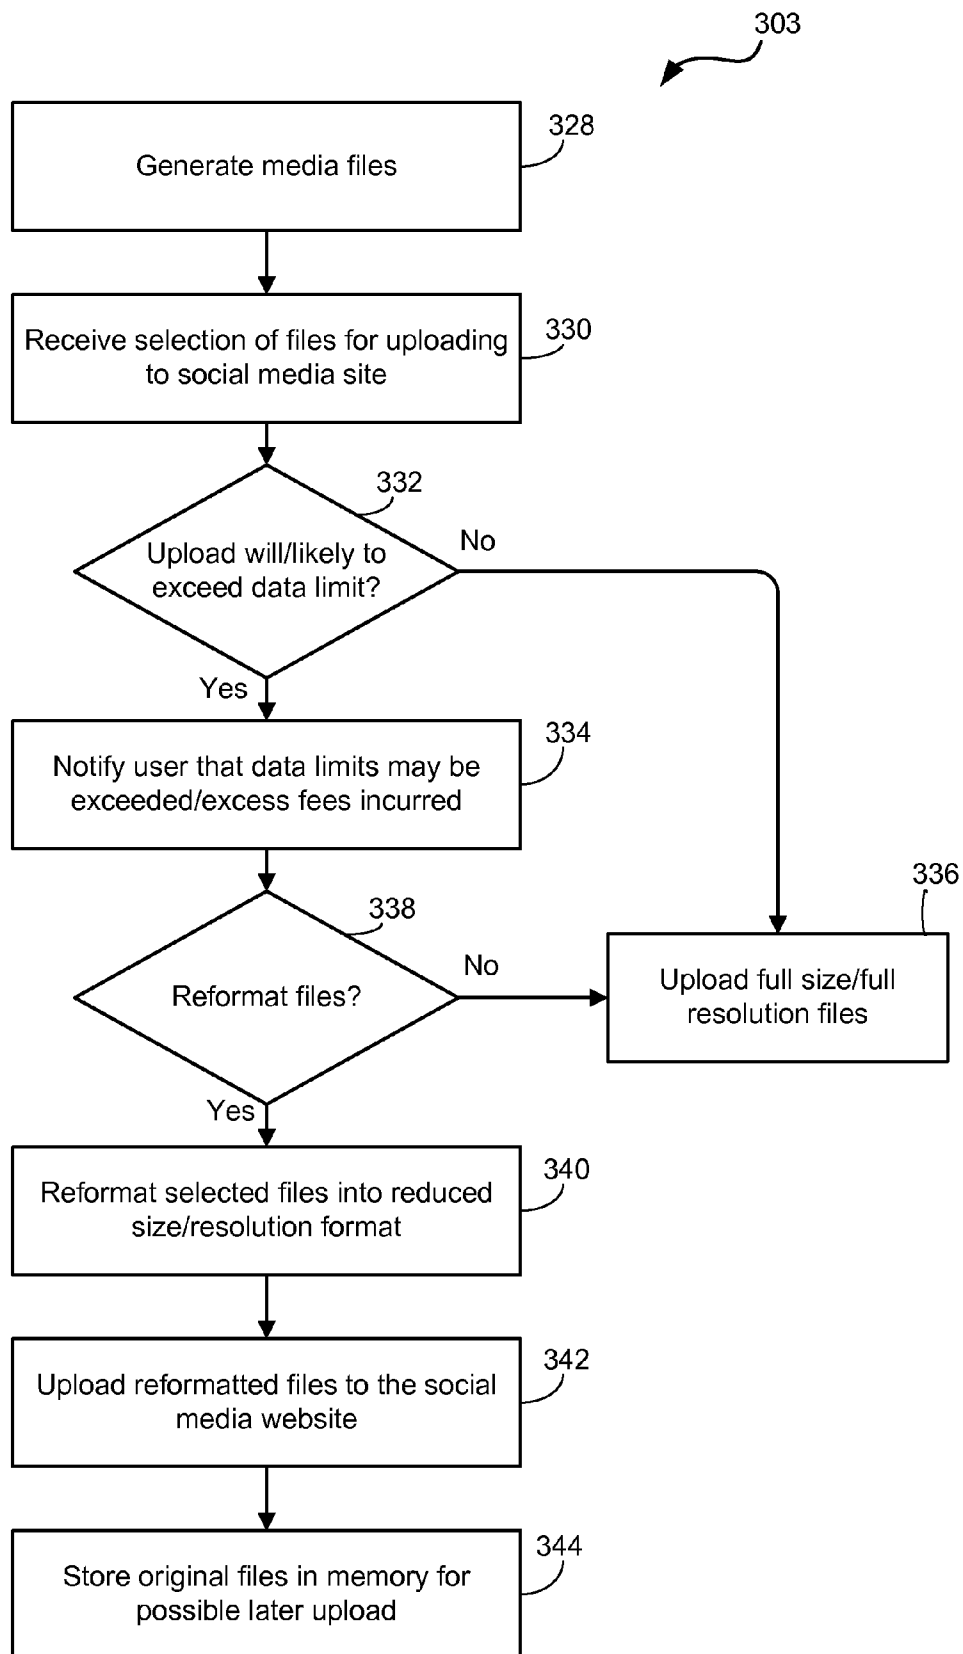 303
328
Generate media files
330
Receive selection of files for uploading
to social media site
332
Upload will/likely to
exceed data limit?
No
Yes
334
Notify user that data limits may be
exceeded/excess fees incurred
336
Upload full size/full
resolution files
338
Reformat files?
No
Yes
340
Reformat selected files into reduced
size/resolution format
342
Upload reformatted files to the social
media website
344
Store original files in memory for
possible later upload